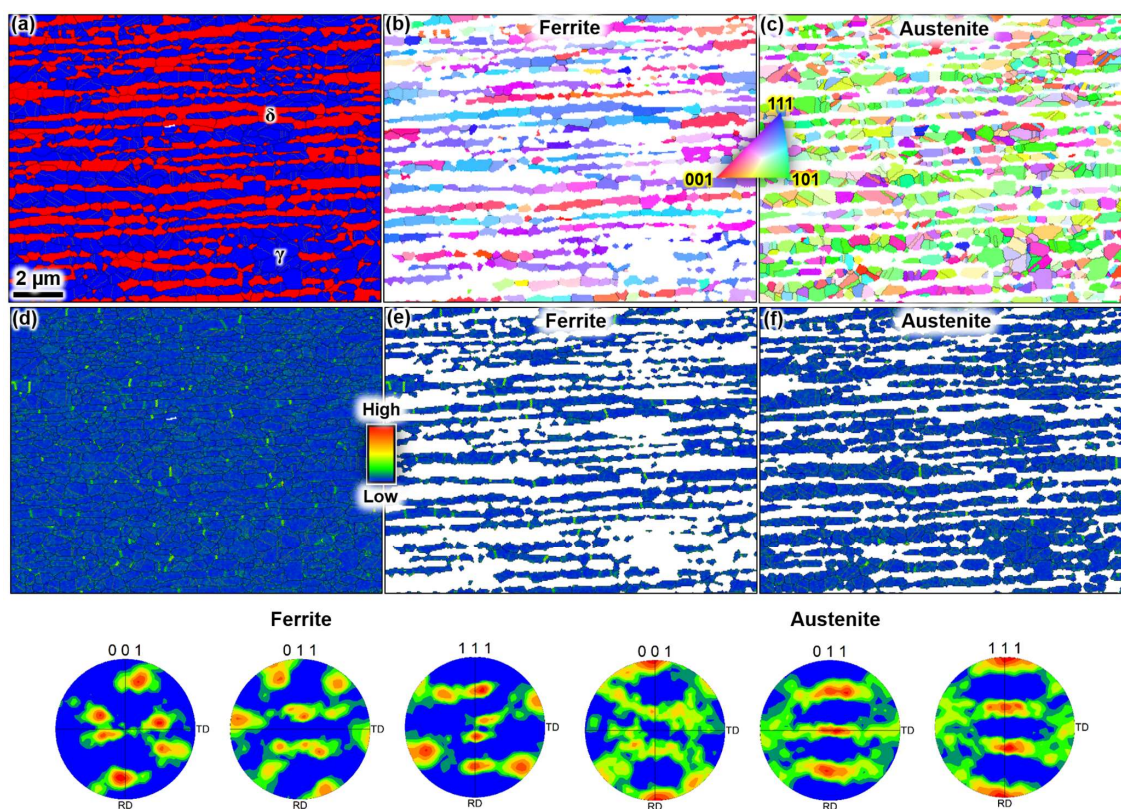 (a)
δ
γ
2 μm
(b)
Ferrite
(c)
Austenite
111
001
101
(d)
High
Low
(e)
Ferrite
(f)
Austenite
Ferrite
Austenite
0 0 1
TD
RD
0 1 1
TD
RD
1 1 1
TD
RD
0 0 1
TD
RD
0 1 1
TD
RD
1 1 1
TD
RD